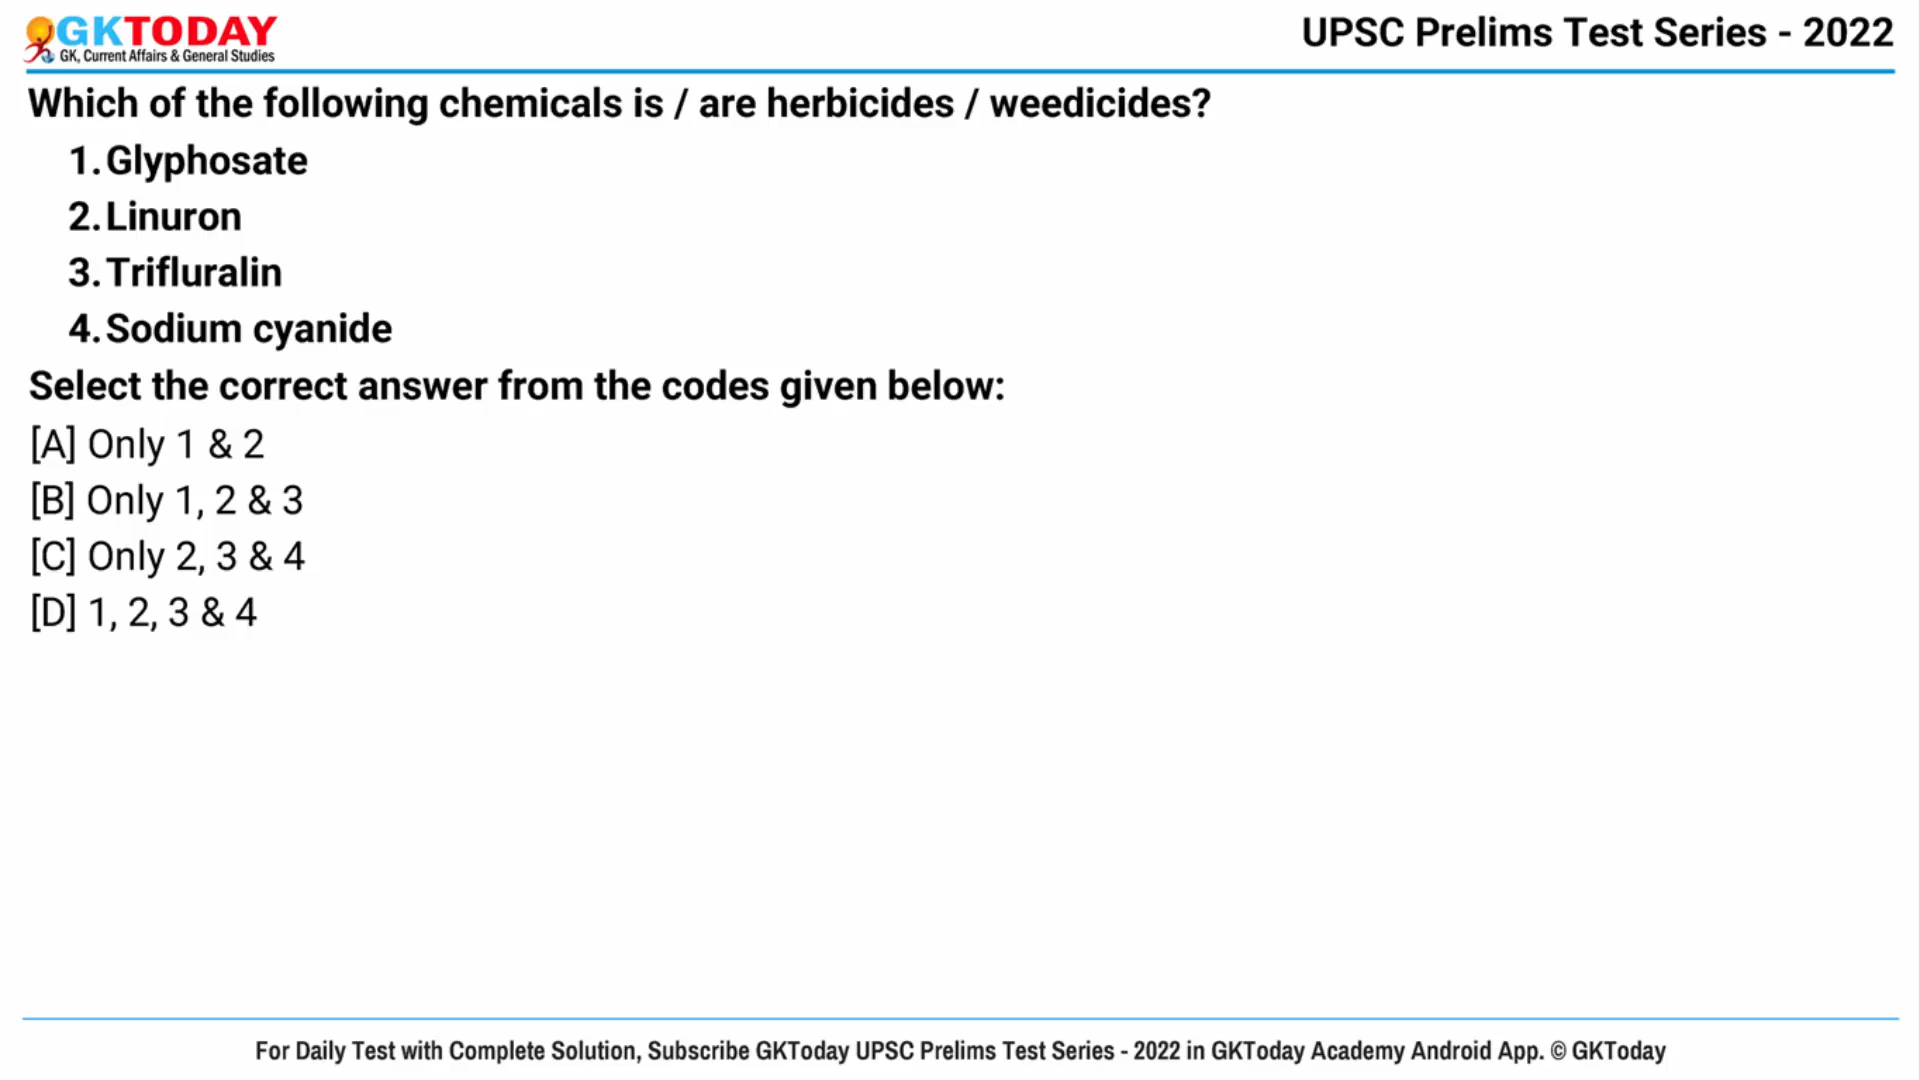 GKTODAY
GK, Current Affairs & General Studies
UPSC Prelims Test Series - 2022
Which of the following chemicals is / are herbicides / weedicides?
1. Glyphosate
2. Linuron
3. Trifluralin
4. Sodium cyanide
Select the correct answer from the codes given below:
[A] Only 1 & 2
[B] Only 1, 2 & 3
[C] Only 2, 3 & 4
[D] 1, 2, 3 & 4
For Daily Test with Complete Solution, Subscribe GKToday UPSC Prelims Test Series - 2022 in GKToday Academy Android App. © GKToday